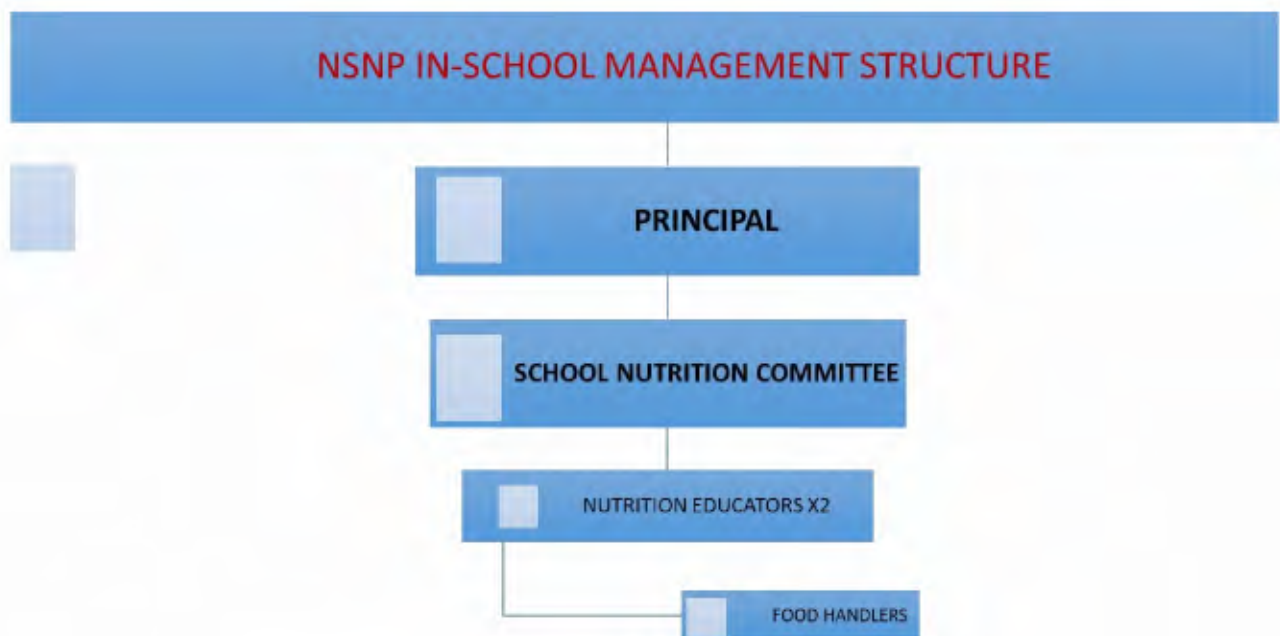 NSNP IN-SCHOOL MANAGEMENT STRUCTURE
PRINCIPAL
SCHOOL NUTRITION COMMITTEE
NUTRITION EDUCATORS X2
FOOD HANDLERS